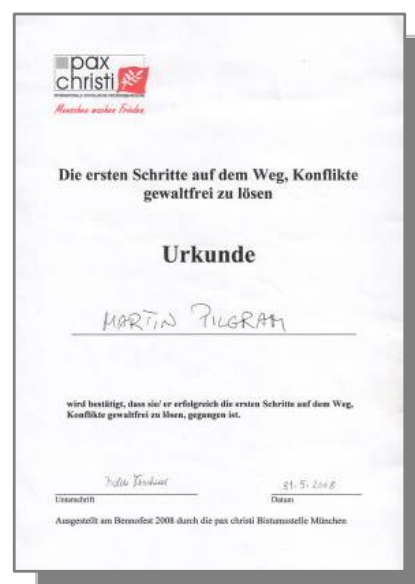 pax
christi
Menschen machen Frieden
Die ersten Schritte auf dem Weg, Konflikte
gewaltfrei zu lösen
Urkunde
MARTIN PILGRAM
wird bestätigt, dass sie/ er erfolgreich die ersten Schritte auf dem Weg,
Konflikte gewaltfrei zu lösen, gegangen ist.
31.5.2008
Unterschrift Datum
Ausgestellt am Bennofest 2008 durch die pax christi Bistumsstelle München